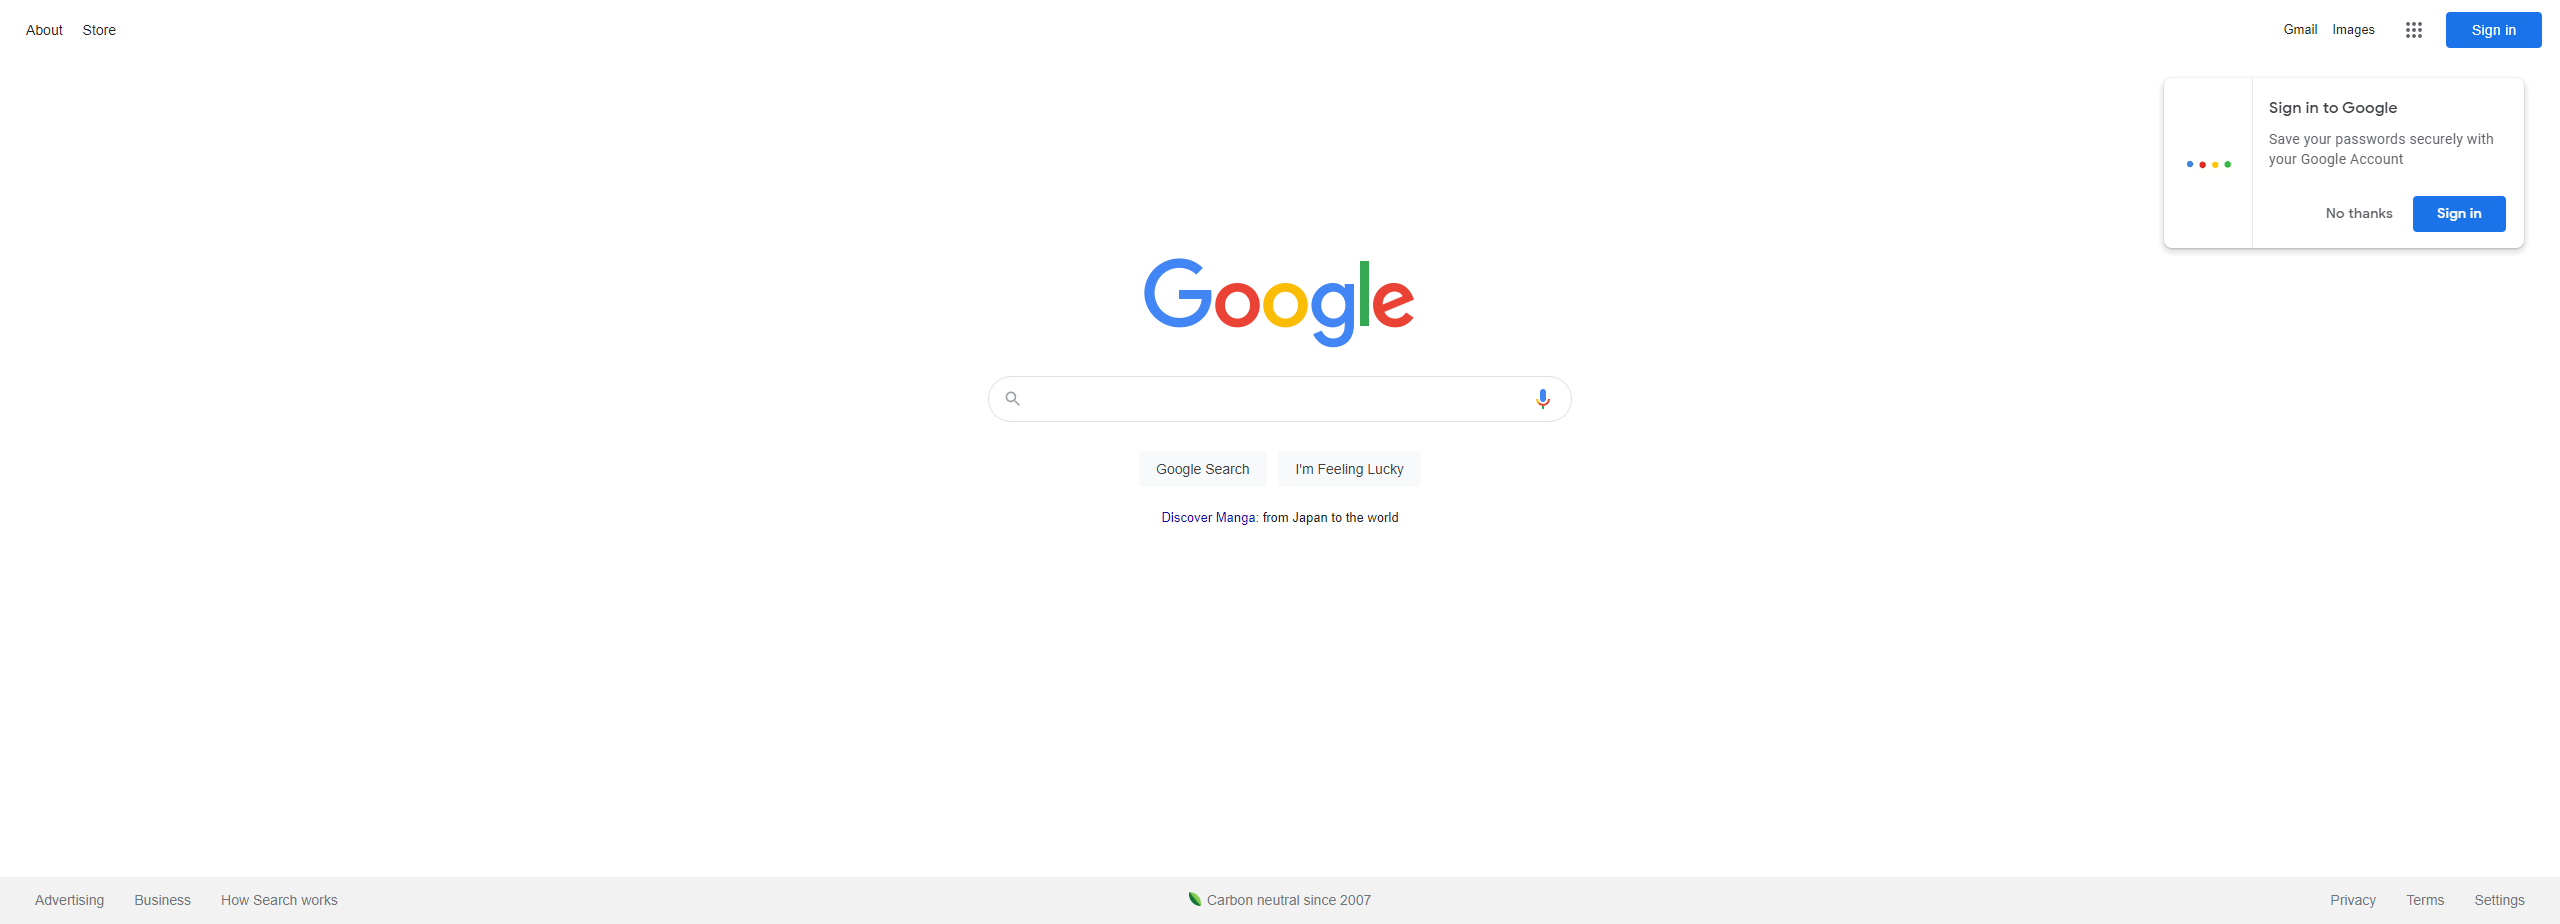 About Store
Gmail Images Sign in
Sign in to Google
Save your passwords securely with
your Google Account
No thanks Sign in
Google
Google Search I'm Feeling Lucky
Discover Manga: from Japan to the world
Advertising Business How Search works
Carbon neutral since 2007
Privacy Terms Settings